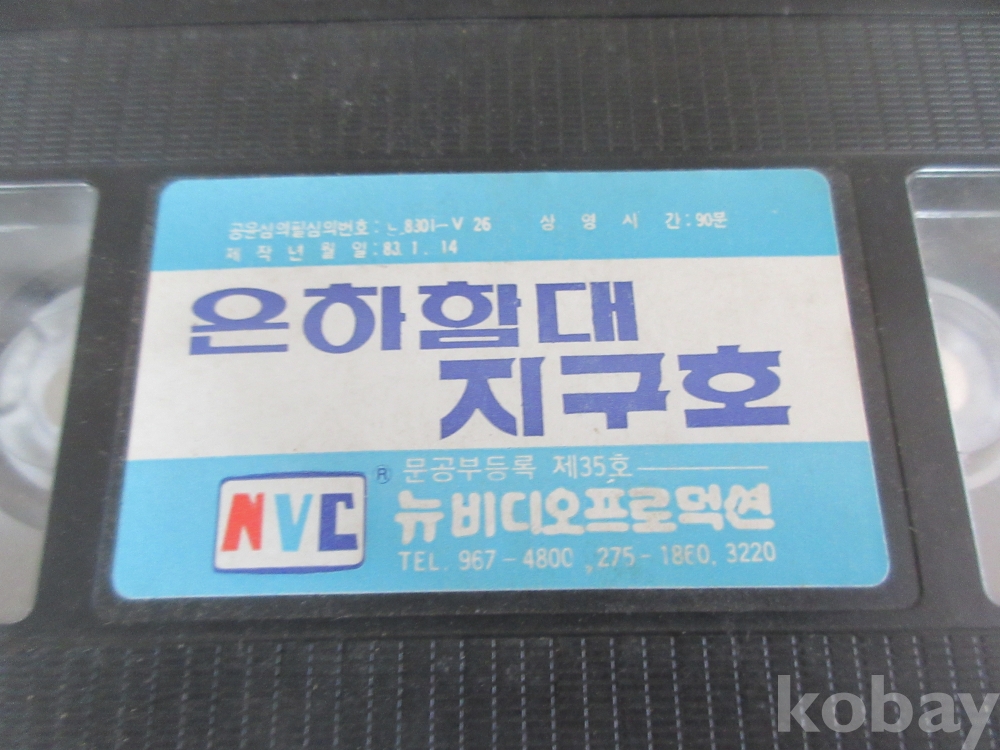 공윤심의필심의번호: 8301-V 26 상영시간:90분
제작년월일:83.1.14
은하함대
지구호
NVC ® 문공부등록 제35호
뉴비디오프로덕션
TEL. 967-4800, 275-1860, 3220
kobay